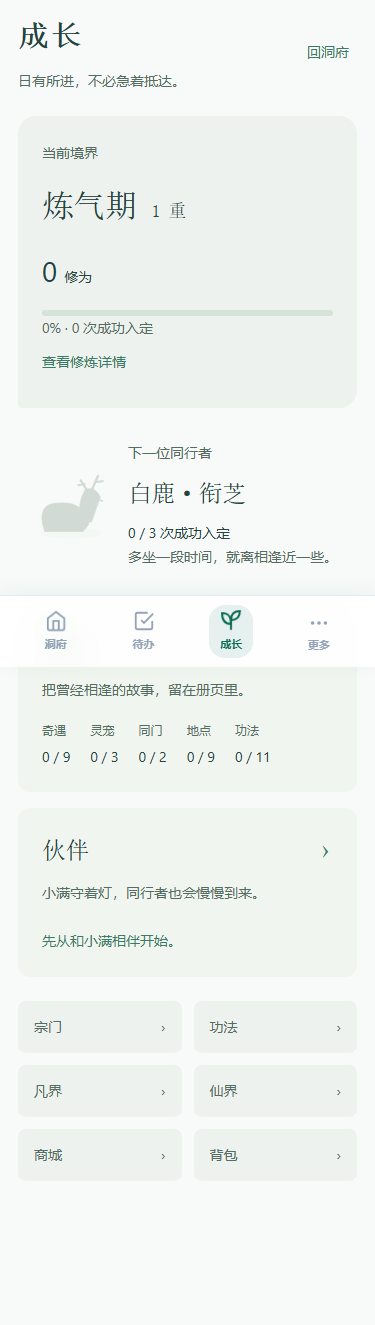 成长
回洞府
日有所进，不必急着抵达。
当前境界
炼气期 1 重
0 修为
0% · 0 次成功入定
查看修炼详情
下一位同行者
白鹿·衔芝
0 / 3 次成功入定
多坐一段时间，就离相逢近一些。
洞府 待办 成长 更多
把曾经相逢的故事，留在册页里。
奇遇 灵宠 同门 地点 功法
0 / 9 0 / 3 0 / 2 0 / 9 0 / 11
伙伴 ›
小满守着灯，同行者也会慢慢到来。
先从和小满相伴开始。
宗门 › 功法 ›
凡界 › 仙界 ›
商城 › 背包 ›